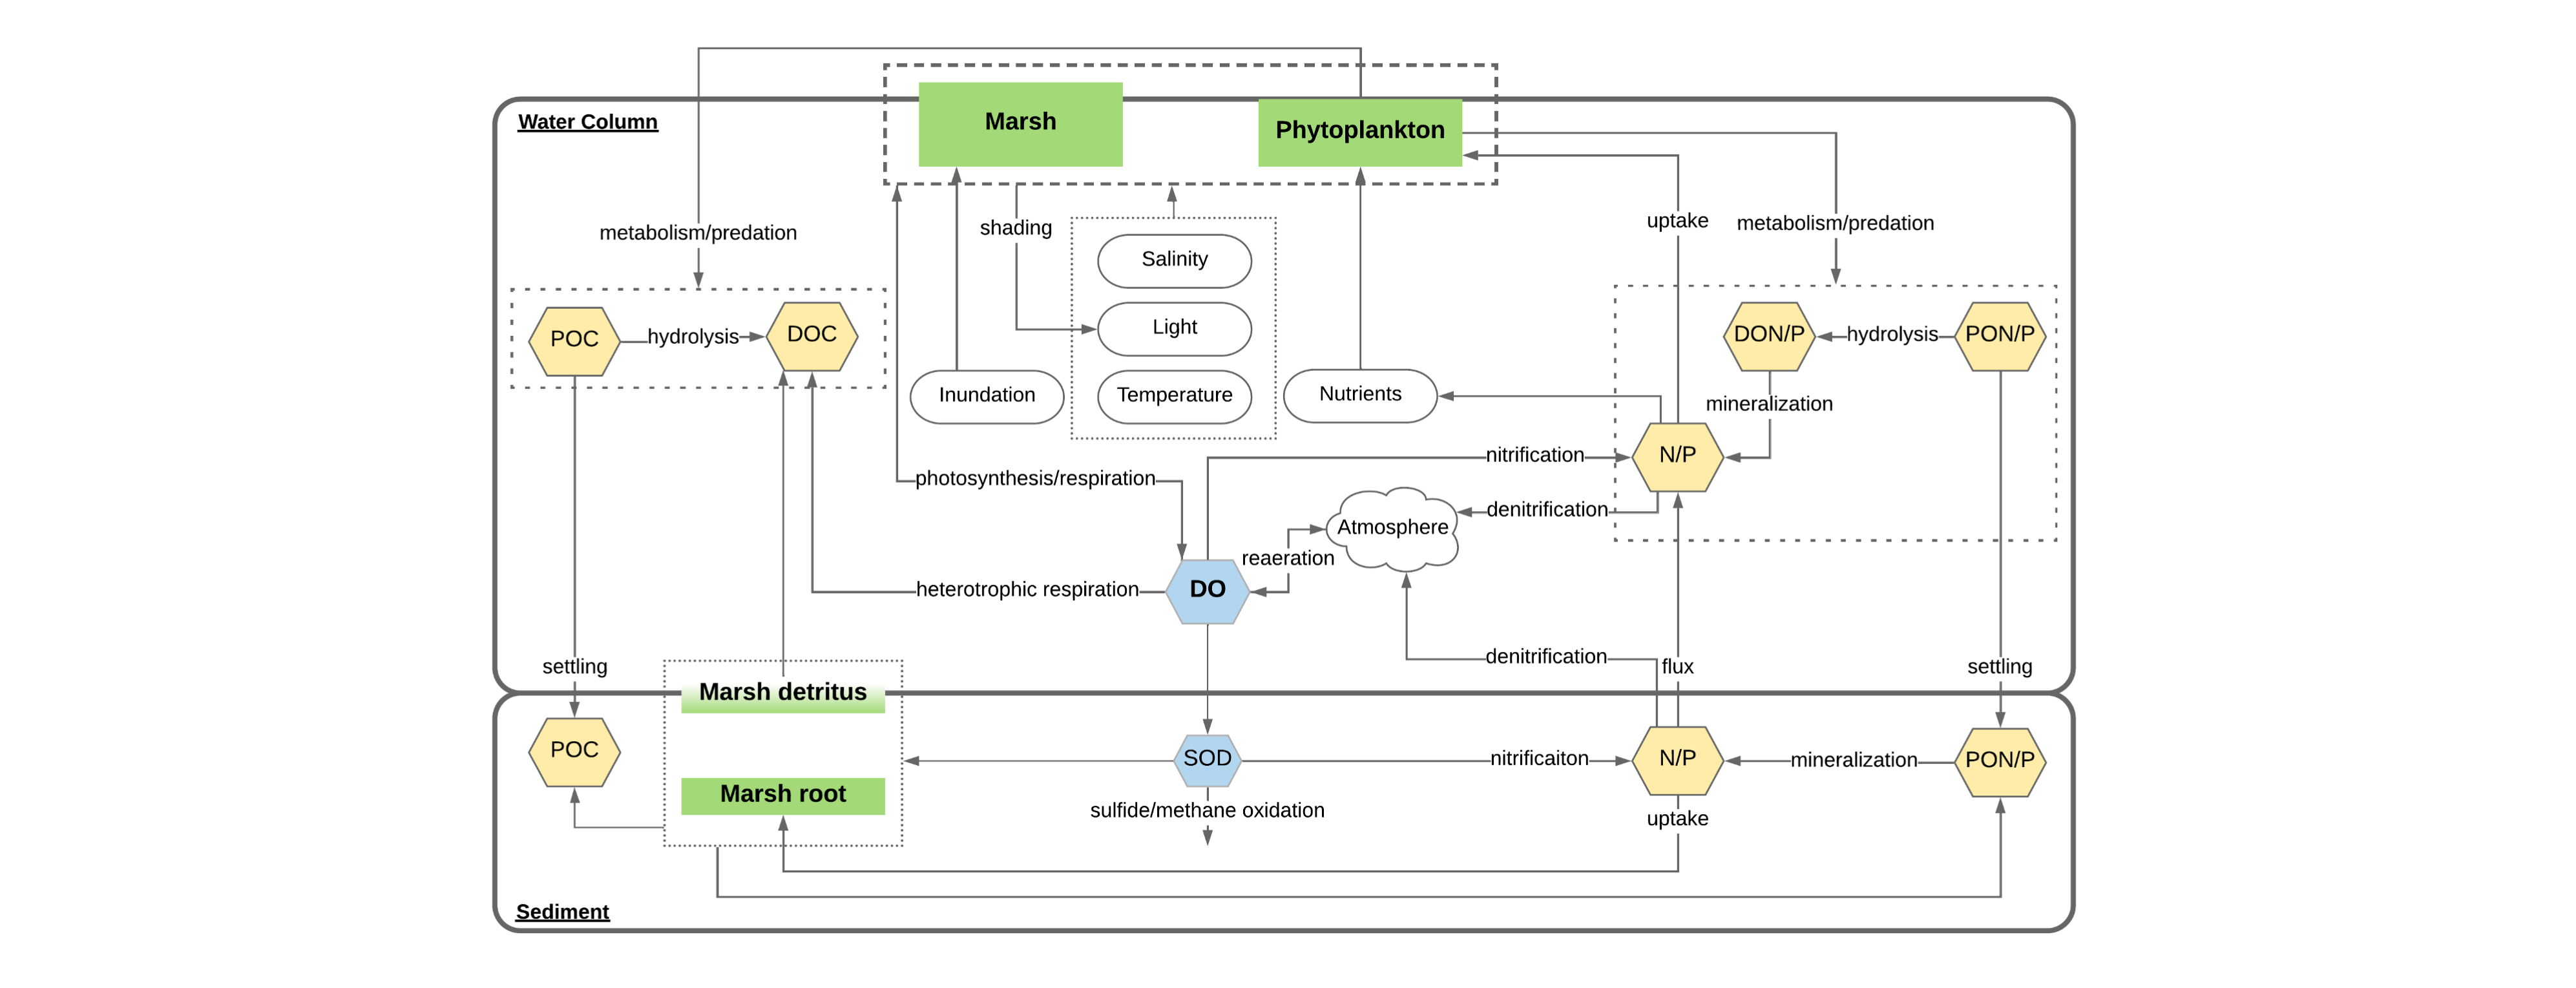 Water Column
Marsh
Phytoplankton
metabolism/predation
shading
uptake
metabolism/predation
Salinity
POC
hydrolysis
DOC
Light
DON/P
hydrolysis
PON/P
Inundation
Temperature
Nutrients
mineralization
photosynthesis/respiration
nitrification
N/P
denitrification
Atmosphere
reaeration
heterotrophic respiration
DO
settling
denitrification
flux
settling
Marsh detritus
POC
SOD
nitrificaiton
N/P
mineralization
PON/P
Marsh root
sulfide/methane oxidation
uptake
Sediment